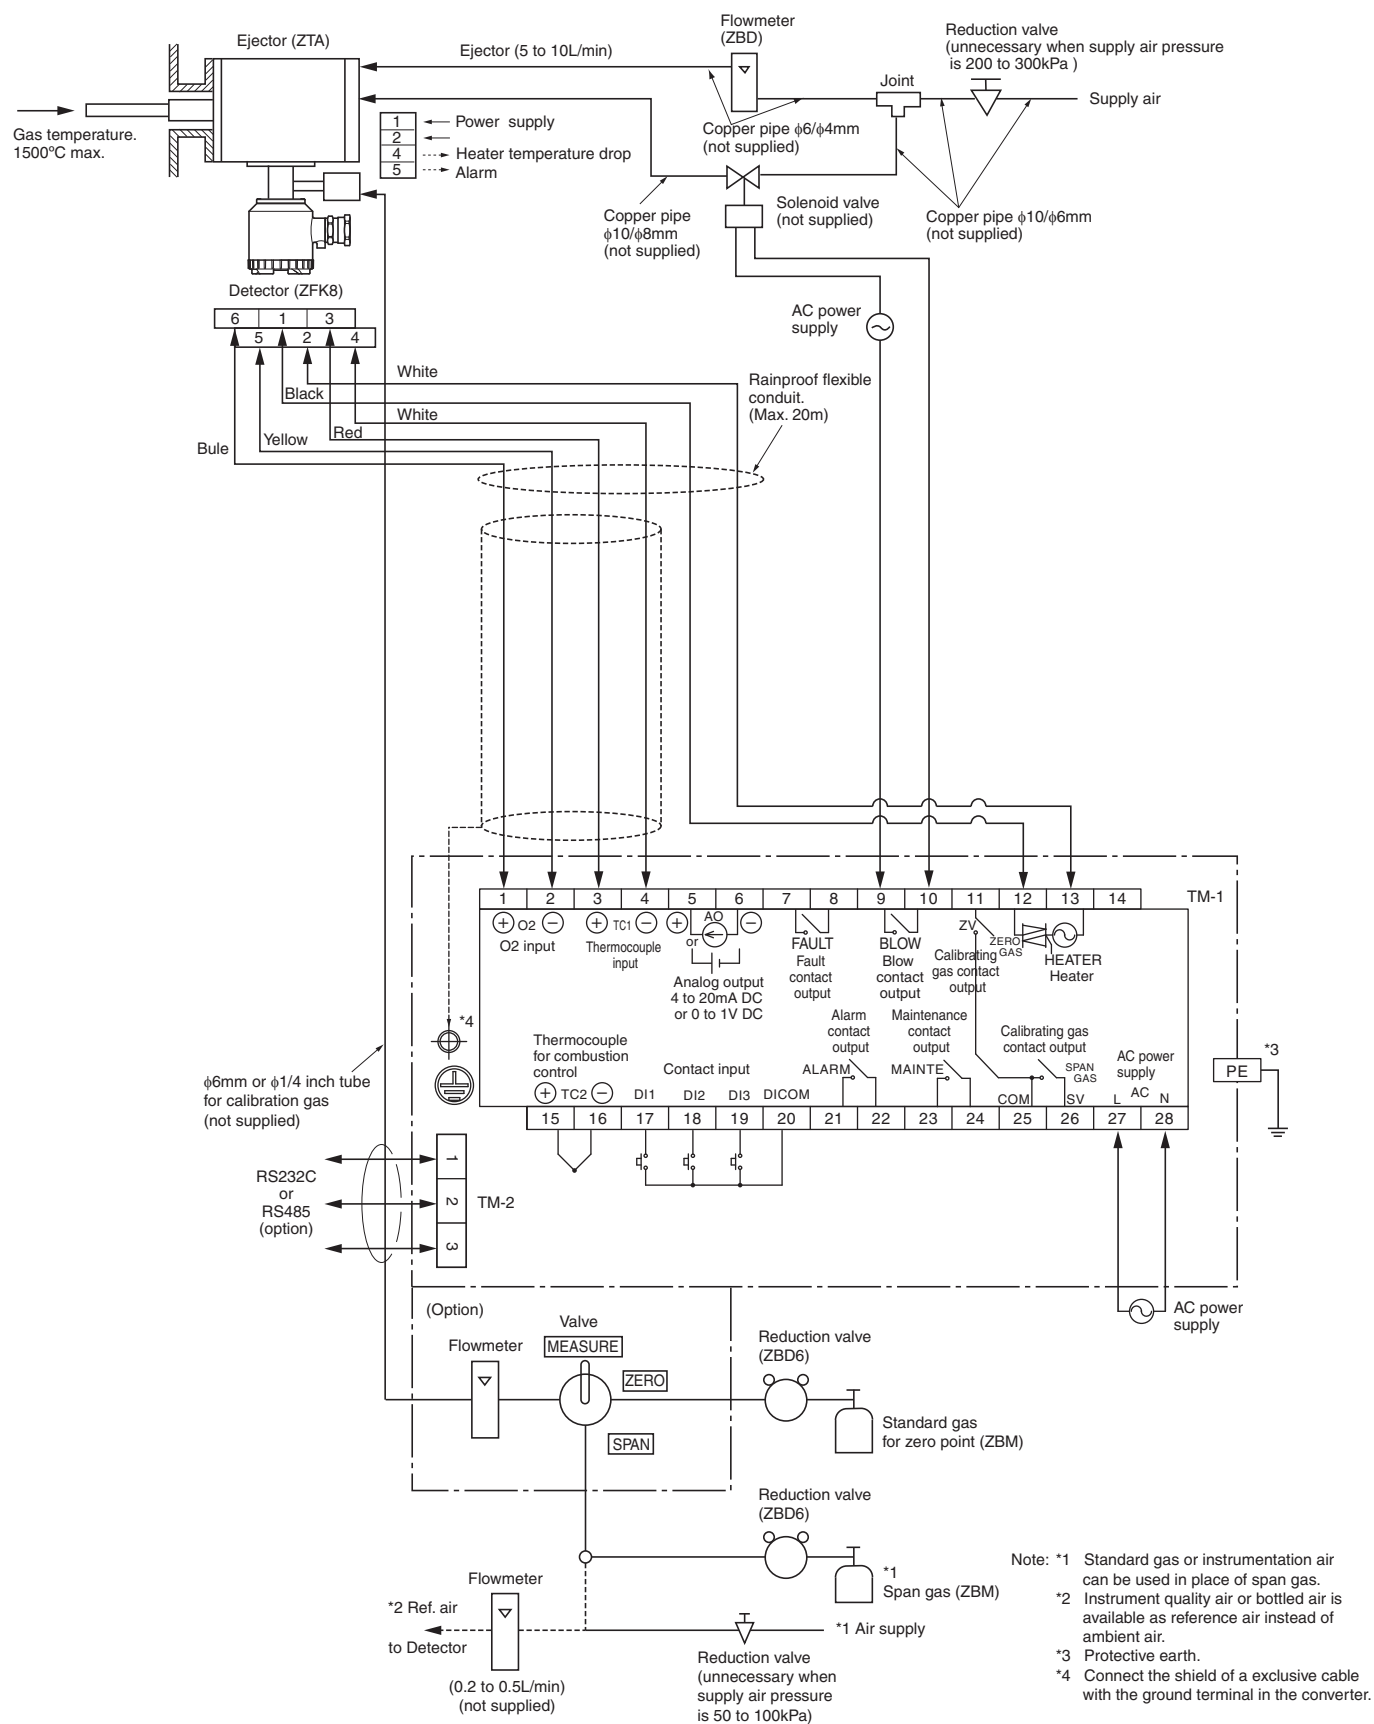 Ejector (ZTA)
Gas temperature.
1500°C max.
Ejector (5 to 10L/min)
Flowmeter
(ZBD)
Reduction valve
(unnecessary when supply air pressure
is 200 to 300kPa )
Joint
Supply air
1
2
4
5
Power supply
Heater temperature drop
Alarm
Copper pipe ϕ6/ϕ4mm
(not supplied)
Copper pipe
ϕ10/ϕ8mm
(not supplied)
Solenoid valve
(not supplied)
Copper pipe ϕ10/ϕ6mm
(not supplied)
Detector (ZFK8)
6 1 3
5 2 4
AC power
supply
White
Black
White
Red
Yellow
Bule
Rainproof flexible
conduit.
(Max. 20m)
TM-1
1 2 3 4 5 6 7 8 9 10 11 12 13 14
+ O2 −
O2 input
+ TC1 −
Thermocouple
input
+ AO −
or
Analog output
4 to 20mA DC
or 0 to 1V DC
FAULT
Fault
contact
output
BLOW
Blow
contact
output
ZV
ZERO
GAS
Calibrating
gas contact
output
HEATER
Heater
*4
Thermocouple
for combustion
control
+ TC2 −
Contact input
DI1 DI2 DI3 DICOM
Alarm
contact
output
ALARM
Maintenance
contact
output
MAINTE
Calibrating gas
contact output
SPAN
GAS
COM SV
AC power
supply
L AC N
15 16 17 18 19 20 21 22 23 24 25 26 27 28
*3
PE
ϕ6mm or ϕ1/4 inch tube
for calibration gas
(not supplied)
RS232C
or
RS485
(option)
1
2
3
TM-2
AC power
supply
(Option)
Flowmeter
Valve
MEASURE
ZERO
SPAN
Reduction valve
(ZBD6)
Standard gas
for zero point (ZBM)
Reduction valve
(ZBD6)
*1
Span gas (ZBM)
Flowmeter
*2 Ref. air
to Detector
(0.2 to 0.5L/min)
(not supplied)
*1 Air supply
Reduction valve
(unnecessary when
supply air pressure
is 50 to 100kPa)
Note: *1 Standard gas or instrumentation air
can be used in place of span gas.
*2 Instrument quality air or bottled air is
available as reference air instead of
ambient air.
*3 Protective earth.
*4 Connect the shield of a exclusive cable
with the ground terminal in the converter.